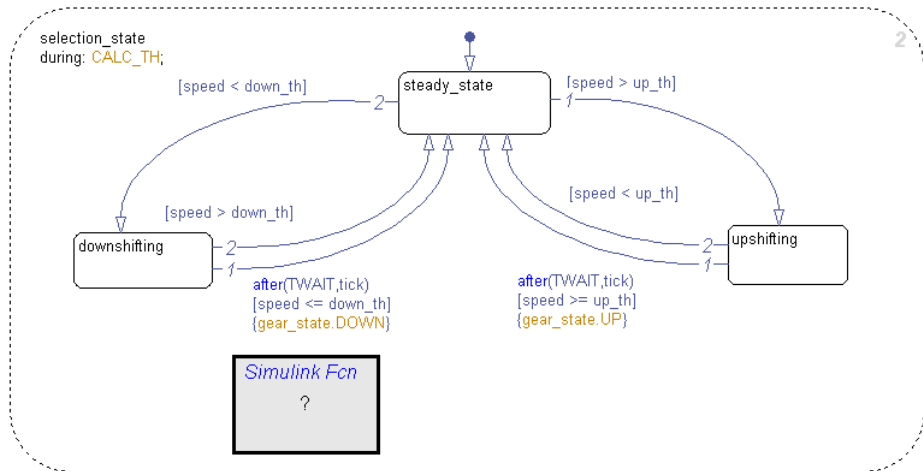 selection_state
during: CALC_TH;
2
[speed < down_th]
2
steady_state
1
[speed > up_th]
[speed > down_th]
[speed < up_th]
downshifting
2
1
2
1
upshifting
after(TWAIT,tick)
[speed <= down_th]
{gear_state.DOWN}
after(TWAIT,tick)
[speed >= up_th]
{gear_state.UP}
Simulink Fcn
?